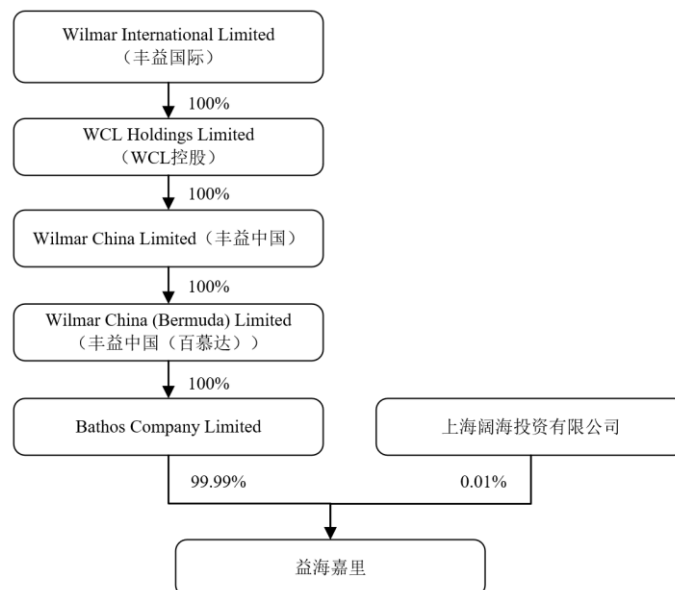 Wilmar International Limited
（丰益国际）
100%
WCL Holdings Limited
（WCL控股）
100%
Wilmar China Limited（丰益中国）
100%
Wilmar China (Bermuda) Limited
（丰益中国（百慕达））
100%
Bathos Company Limited
上海阔海投资有限公司
99.99%
0.01%
益海嘉里